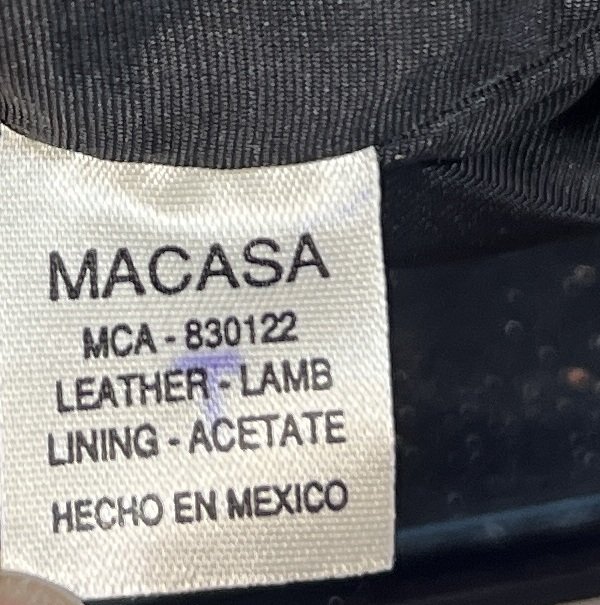 MACASA
MCA - 830122
LEATHER - LAMB
LINING - ACETATE
HECHO EN MEXICO